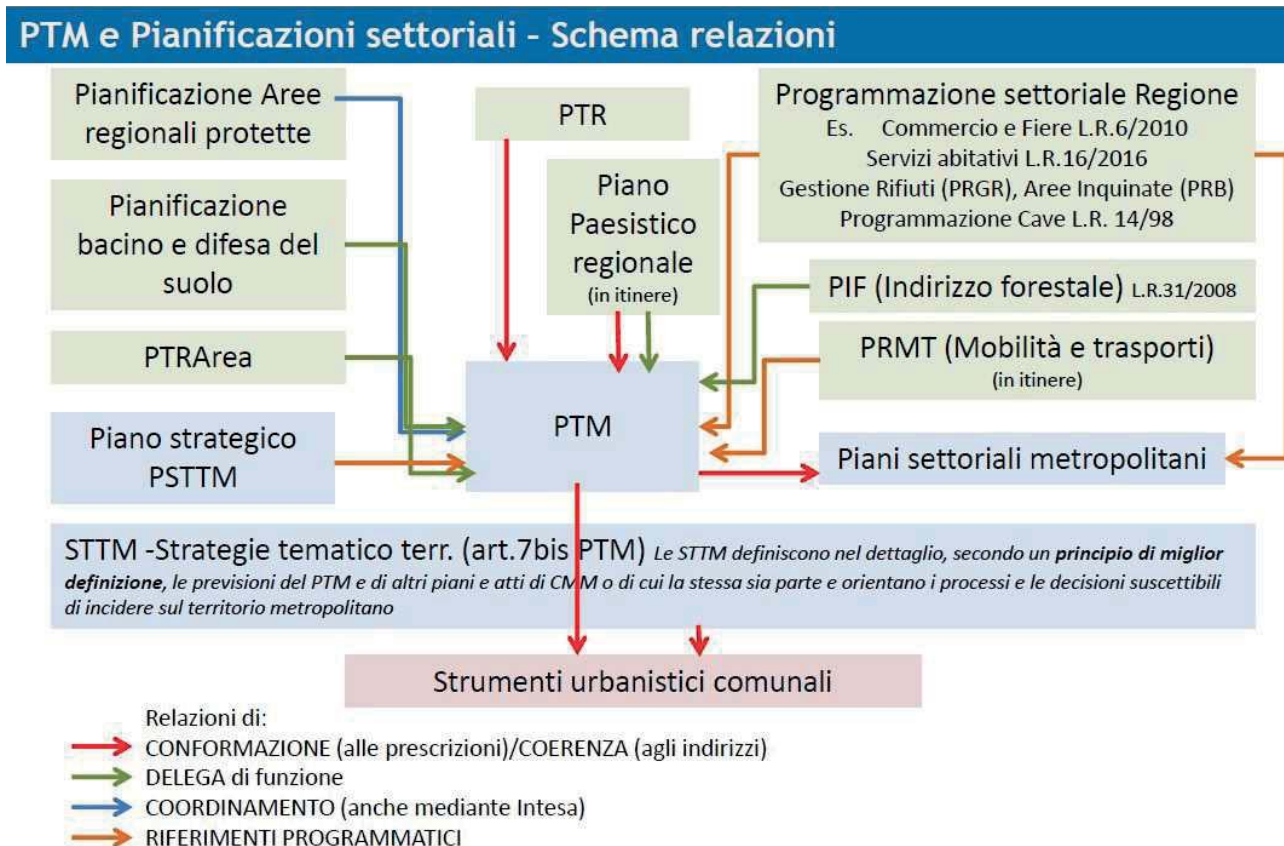 PTM e Pianificazioni settoriali - Schema relazioni
Pianificazione Aree
regionali protette
Pianificazione
bacino e difesa del
suolo
PTRArea
Piano strategico
PSTTM
PTR
Piano
Paesistico
regionale
(in itinere)
PTM
Programmazione settoriale Regione
Es. Commercio e Fiere L.R.6/2010
Servizi abitativi L.R.16/2016
Gestione Rifiuti (PRGR), Aree Inquinate (PRB)
Programmazione Cave L.R. 14/98
PIF (Indirizzo forestale) L.R.31/2008
PRMT (Mobilità e trasporti)
(in itinere)
Piani settoriali metropolitani
STTM -Strategie tematico terr. (art.7bis PTM) Le STTM definiscono nel dettaglio, secondo un principio di miglior
definizione, le previsioni del PTM e di altri piani e atti di CMM o di cui la stessa sia parte e orientano i processi e le decisioni suscettibili
di incidere sul territorio metropolitano
Strumenti urbanistici comunali
Relazioni di:
CONFORMAZIONE (alle prescrizioni)/COERENZA (agli indirizzi)
DELEGA di funzione
COORDINAMENTO (anche mediante Intesa)
RIFERIMENTI PROGRAMMATICI